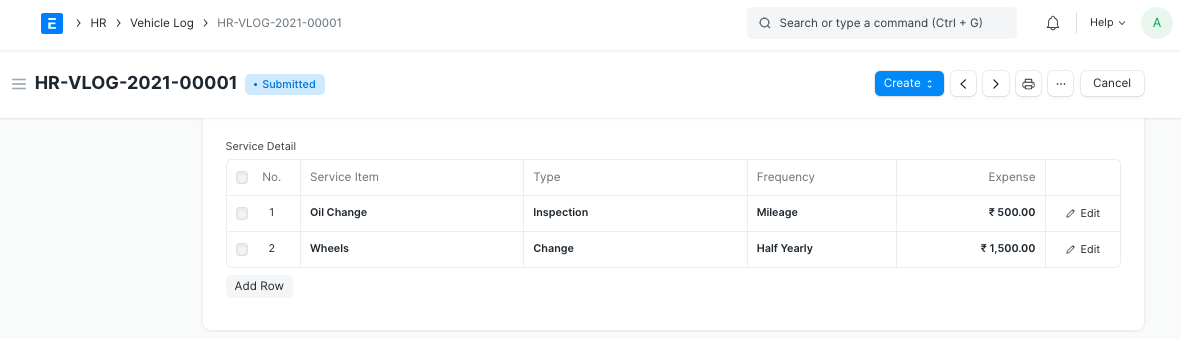 E > HR > Vehicle Log > HR-VLOG-2021-00001 Search or type a command (Ctrl + G) Help A
HR-VLOG-2021-00001 • Submitted Create < > ... Cancel
Service Detail
No. Service Item Type Frequency Expense
1 Oil Change Inspection Mileage ₹ 500.00 Edit
2 Wheels Change Half Yearly ₹ 1,500.00 Edit
Add Row